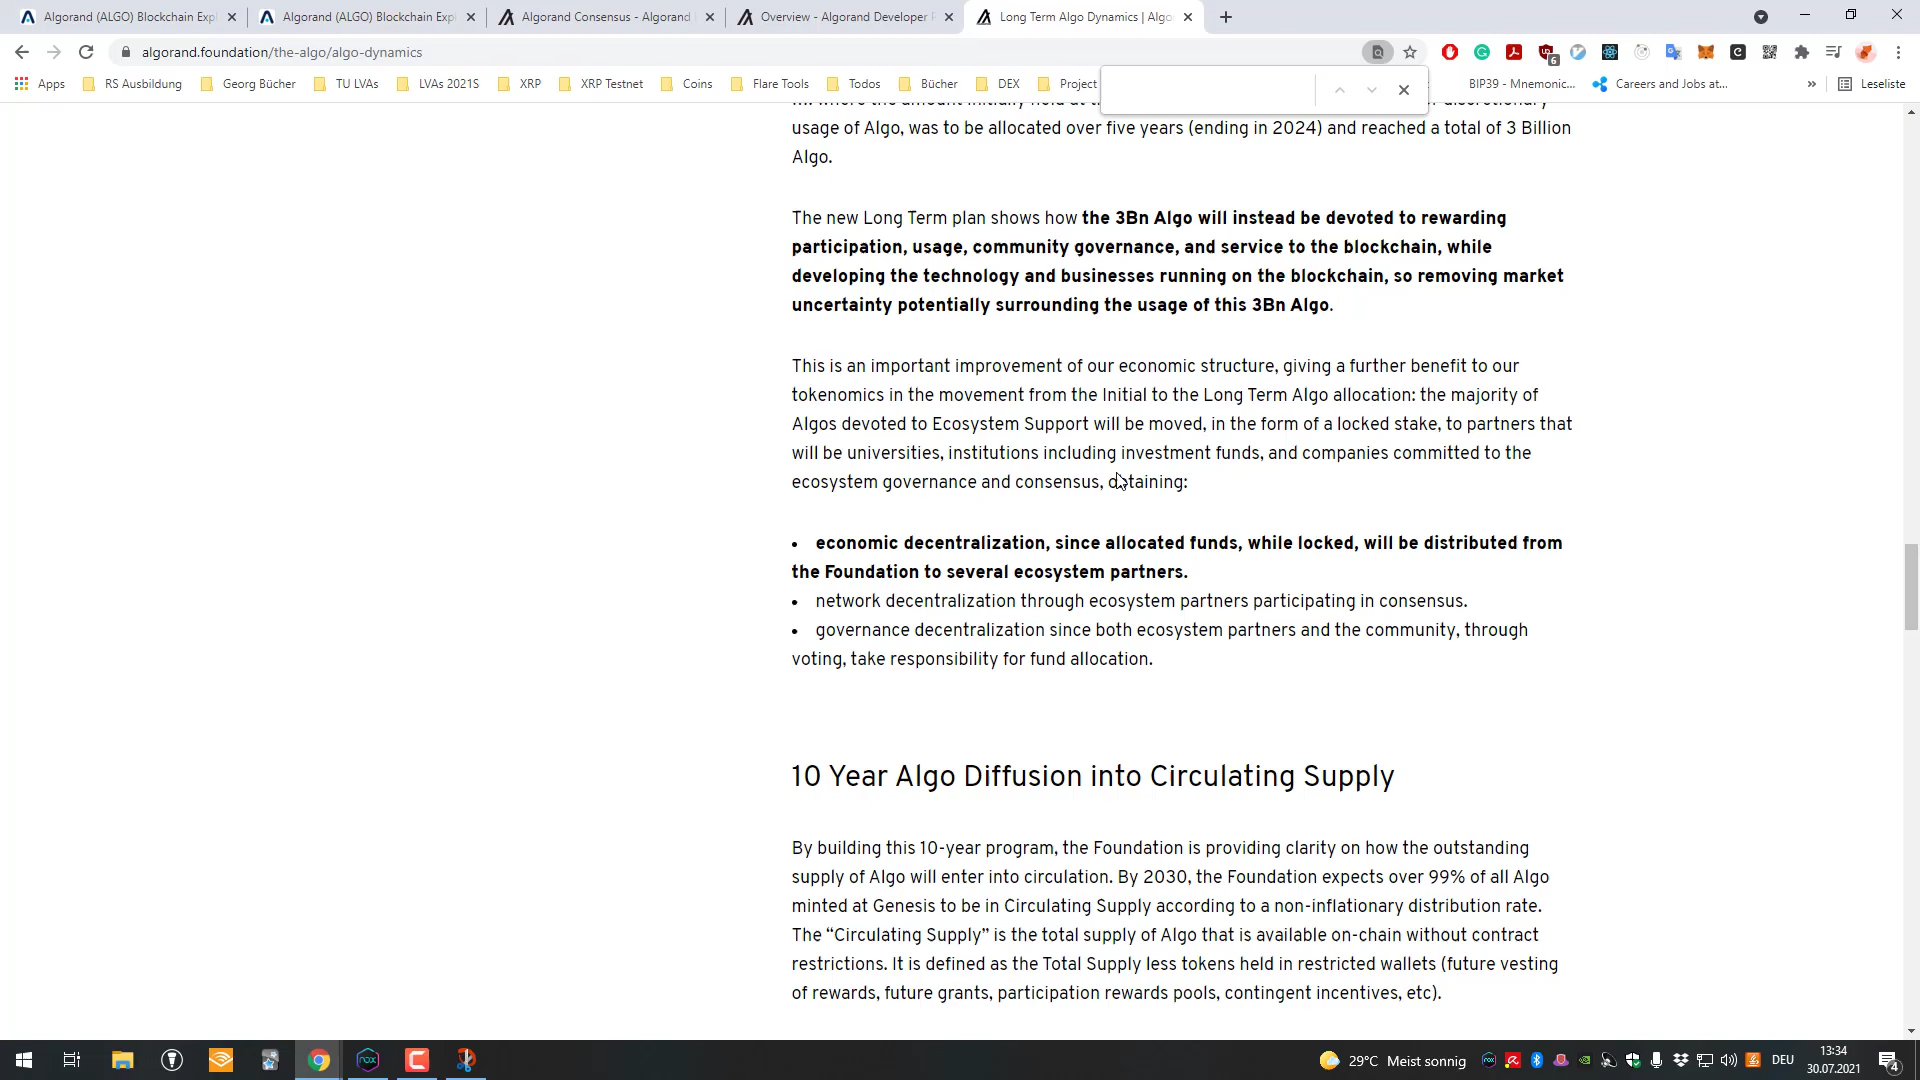 Algorand (ALGO) Blockchain Expl
Algorand (ALGO) Blockchain Expl
Algorand Consensus - Algorand
Overview - Algorand Developer
Long Term Algo Dynamics | Algo
algorand.foundation/the-algo/algo-dynamics
6
Apps
RS Ausbildung
Georg Bücher
TU LVAs
LVAs 2021S
XRP
XRP Testnet
Coins
Flare Tools
Todos
Bücher
DEX
Project
BIP39 - Mnemonic...
Careers and Jobs at...
»
Leseliste
where the amount initially held at
usage of Algo, was to be allocated over five years (ending in 2024) and reached a total of 3 Billion
Algo.
The new Long Term plan shows how the 3Bn Algo will instead be devoted to rewarding
participation, usage, community governance, and service to the blockchain, while
developing the technology and businesses running on the blockchain, so removing market
uncertainty potentially surrounding the usage of this 3Bn Algo.
This is an important improvement of our economic structure, giving a further benefit to our
tokenomics in the movement from the Initial to the Long Term Algo allocation: the majority of
Algos devoted to Ecosystem Support will be moved, in the form of a locked stake, to partners that
will be universities, institutions including investment funds, and companies committed to the
ecosystem governance and consensus, obtaining:
• economic decentralization, since allocated funds, while locked, will be distributed from
the Foundation to several ecosystem partners.
• network decentralization through ecosystem partners participating in consensus.
• governance decentralization since both ecosystem partners and the community, through
voting, take responsibility for fund allocation.
10 Year Algo Diffusion into Circulating Supply
By building this 10-year program, the Foundation is providing clarity on how the outstanding
supply of Algo will enter into circulation. By 2030, the Foundation expects over 99% of all Algo
minted at Genesis to be in Circulating Supply according to a non-inflationary distribution rate.
The “Circulating Supply” is the total supply of Algo that is available on-chain without contract
restrictions. It is defined as the Total Supply less tokens held in restricted wallets (future vesting
of rewards, future grants, participation rewards pools, contingent incentives, etc).
nox
29°C Meist sonnig
DEU
13:34
30.07.2021
4